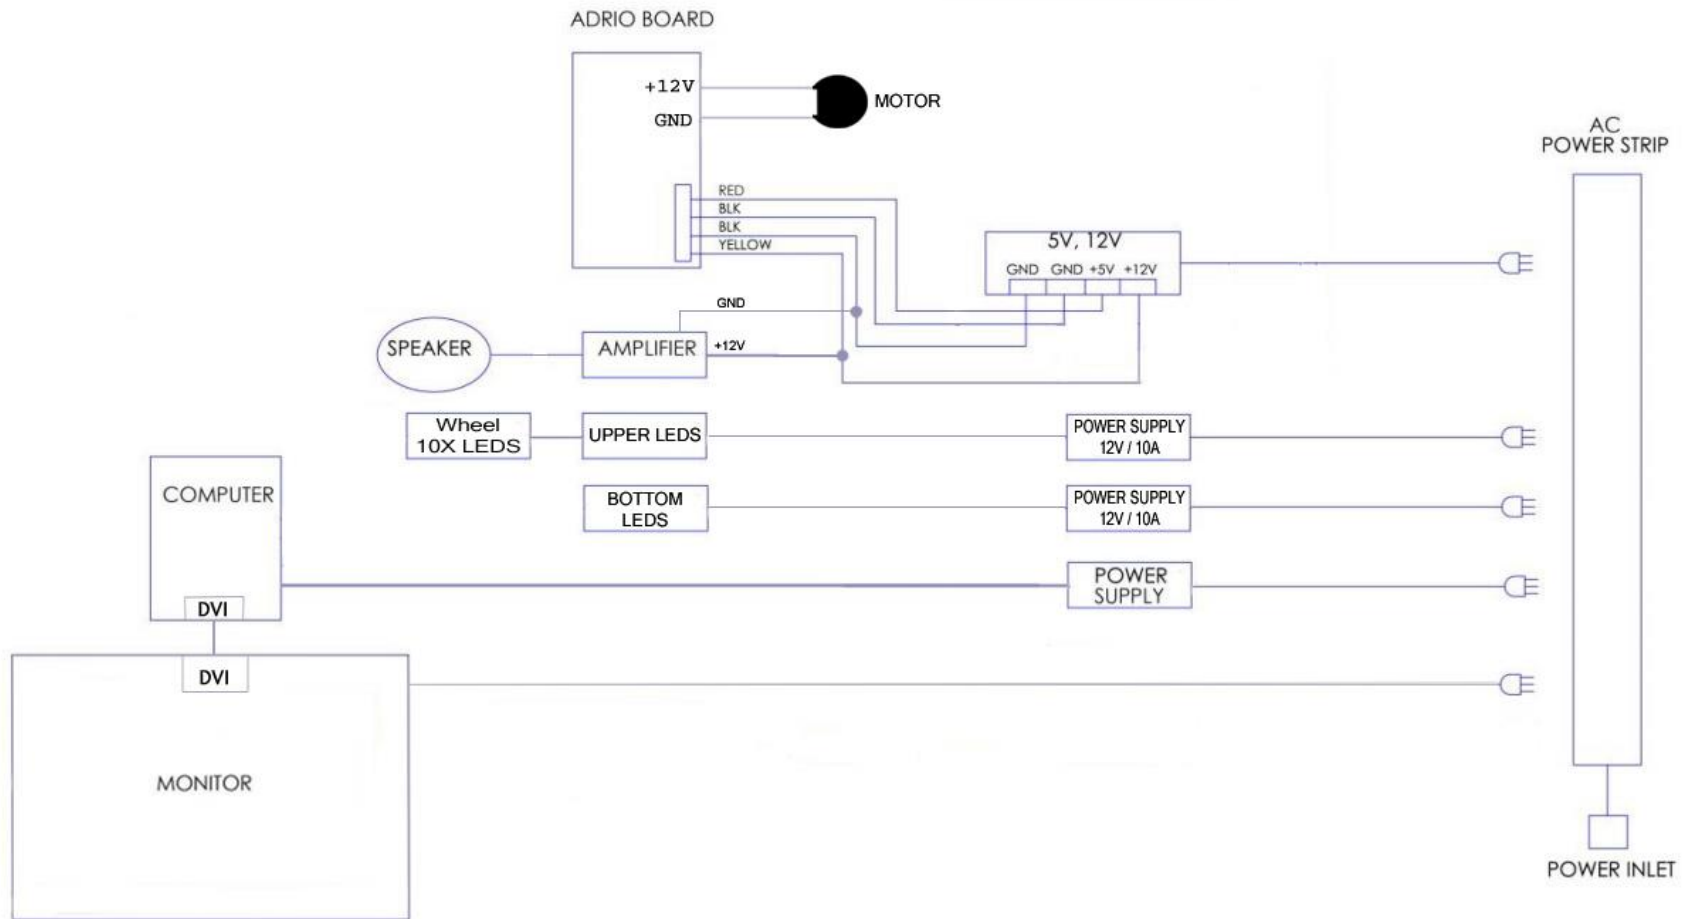 ADRIO BOARD
+12V
GND
MOTOR
AC
POWER STRIP
RED
BLK
BLK
YELLOW
5V, 12V
GND GND +5V +12V
GND
SPEAKER
AMPLIFIER
+12V
Wheel
10X LEDS
UPPER LEDS
POWER SUPPLY
12V / 10A
COMPUTER
BOTTOM
LEDS
POWER SUPPLY
12V / 10A
POWER
SUPPLY
DVI
DVI
MONITOR
POWER INLET